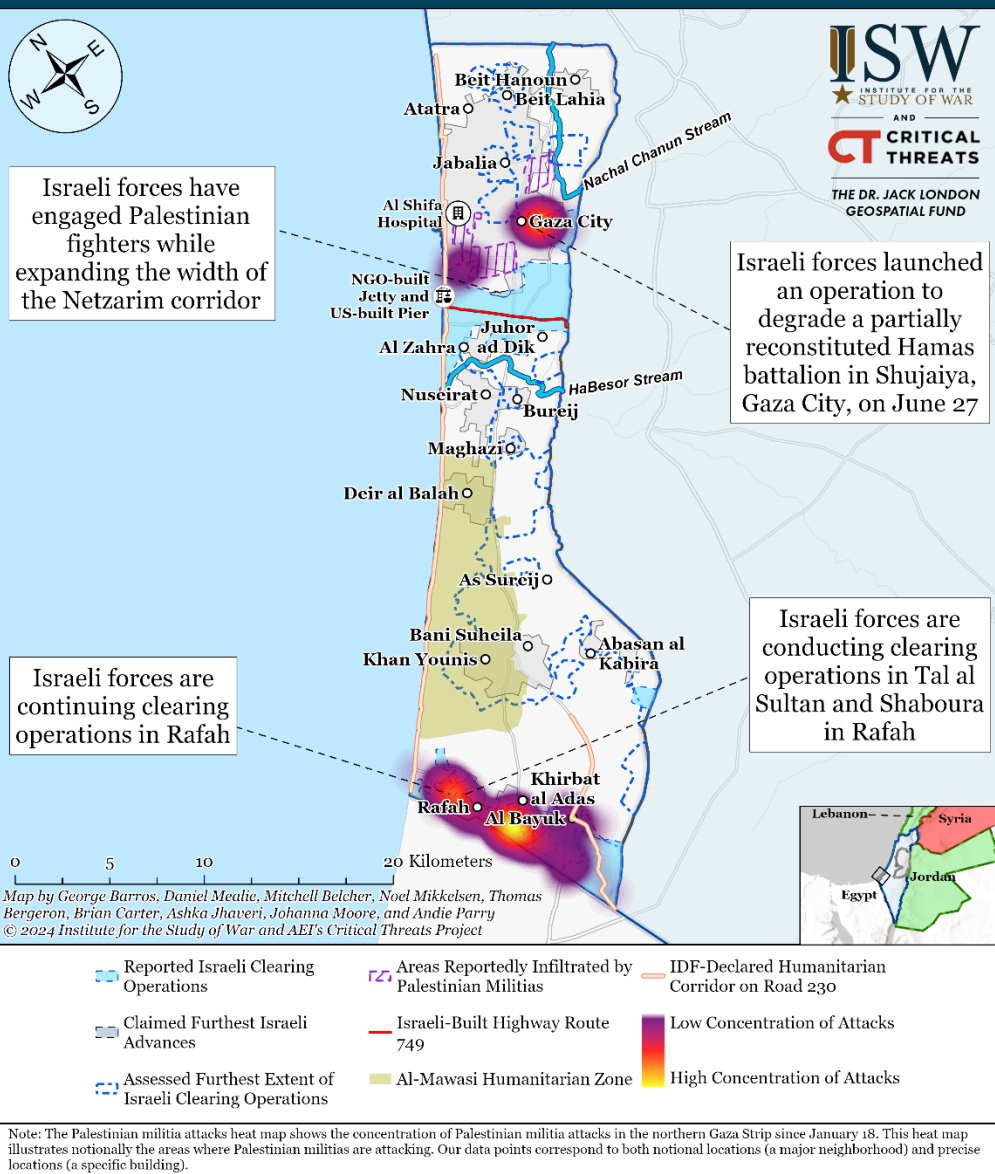 N
E
W
S
ISW
INSTITUTE FOR THE
STUDY OF WAR
AND
CT CRITICAL
THREATS
THE DR. JACK LONDON
GEOSPATIAL FUND
Beit Hanoun
Beit Lahia
Atatra
Jabalia
Nachal Chanun Stream
Israeli forces have
engaged Palestinian
fighters while
expanding the width of
the Netzarim corridor
Al Shifa
Hospital
Gaza City
NGO-built
Jetty and
US-built Pier
Israeli forces launched
an operation to
degrade a partially
reconstituted Hamas
battalion in Shujaiya,
Gaza City, on June 27
Juhor
ad Dik
Al Zahra
HaBesor Stream
Nuseirat
Bureij
Maghazi
Deir al Balah
As Sureij
Bani Suheila
Khan Younis
Abasan al
Kabira
Israeli forces are
conducting clearing
operations in Tal al
Sultan and Shaboura
in Rafah
Israeli forces are
continuing clearing
operations in Rafah
Khirbat
al Adas
Rafah
Al Bayuk
Lebanon
Syria
Jordan
Egypt
0 5 10 20 Kilometers
Map by George Barros, Daniel Mealie, Mitchell Belcher, Noel Mikkelsen, Thomas
Bergeron, Brian Carter, Ashka Jhaveri, Johanna Moore, and Andie Parry
© 2024 Institute for the Study of War and AEI's Critical Threats Project
Reported Israeli Clearing
Operations
Claimed Furthest Israeli
Advances
Assessed Furthest Extent of
Israeli Clearing Operations
Areas Reportedly Infiltrated by
Palestinian Militias
Israeli-Built Highway Route
749
Al-Mawasi Humanitarian Zone
IDF-Declared Humanitarian
Corridor on Road 230
Low Concentration of Attacks
High Concentration of Attacks
Note: The Palestinian militia attacks heat map shows the concentration of Palestinian militia attacks in the northern Gaza Strip since January 18. This heat map
illustrates notionally the areas where Palestinian militias are attacking. Our data points correspond to both notional locations (a major neighborhood) and precise
locations (a specific building).